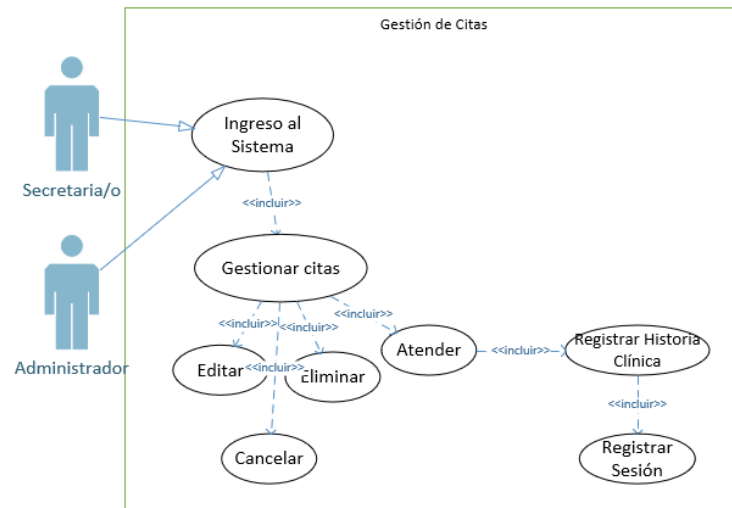 Gestión de Citas
Ingreso al
Sistema
Secretaria/o
<<incluir>>
Gestionar citas
Administrador
<<incluir>>
<<incluir>>
<<incluir>>
<<incluir>>
Editar
Eliminar
Atender
<<incluir>>
Registrar Historia
Clínica
<<incluir>>
Cancelar
Registrar
Sesión